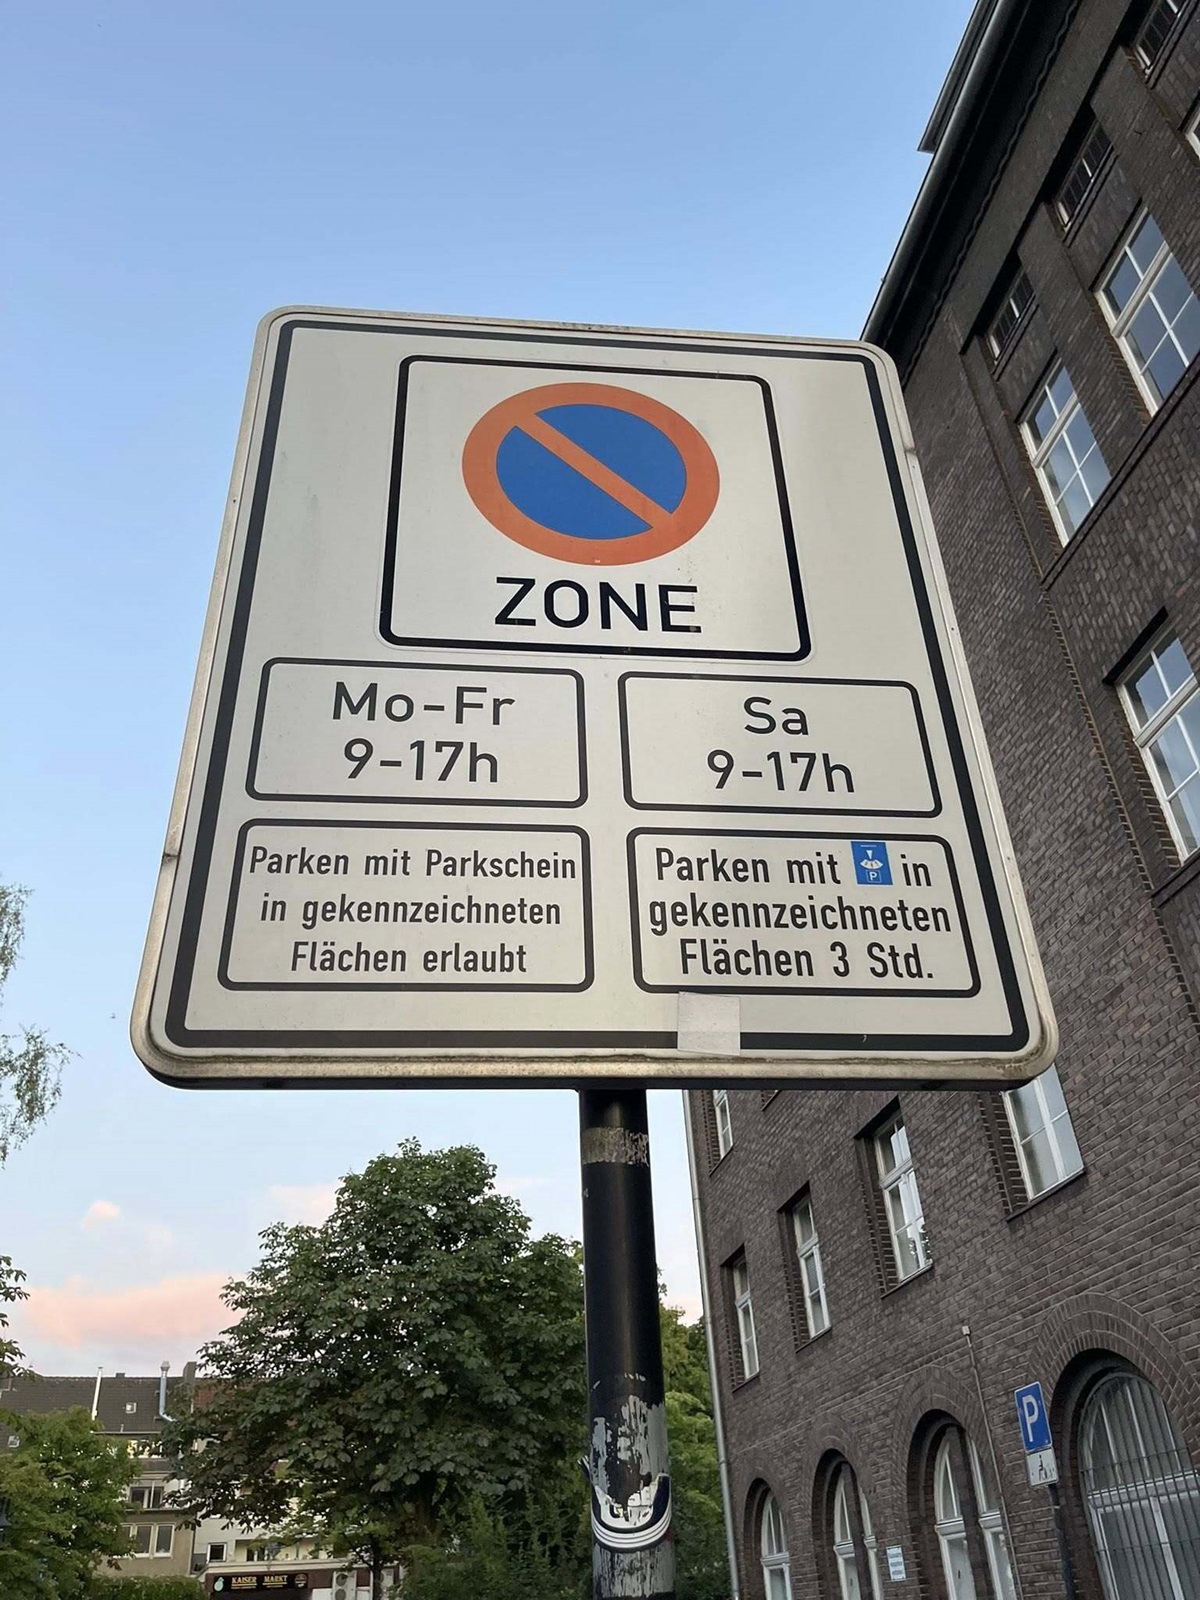 ZONE
Mo-Fr
9-17h
Sa
9-17h
Parken mit Parkschein
in gekennzeichneten
Flächen erlaubt
Parken mit P in
gekennzeichneten
Flächen 3 Std.
P
KAISER MARKT